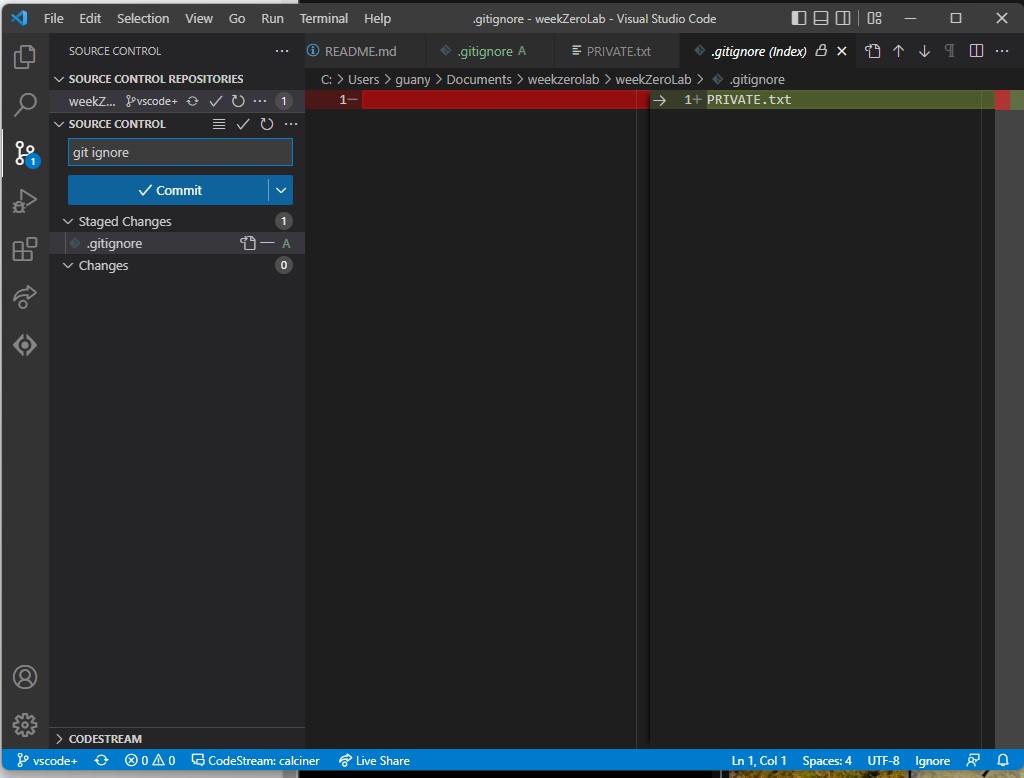 File Edit Selection View Go Run Terminal Help .gitignore - weekZeroLab - Visual Studio Code
SOURCE CONTROL
README.md .gitignore A PRIVATE.txt .gitignore (Index)
SOURCE CONTROL REPOSITORIES
C: > Users > guany > Documents > weekzerolab > weekZeroLab > .gitignore
weekZ... vscode+ 1
1− → 1+ PRIVATE.txt
SOURCE CONTROL
git ignore
1
Commit
Staged Changes 1
.gitignore A
Changes 0
CODESTREAM
vscode+ 0 0 CodeStream: calciner Live Share Ln 1, Col 1 Spaces: 4 UTF-8 Ignore